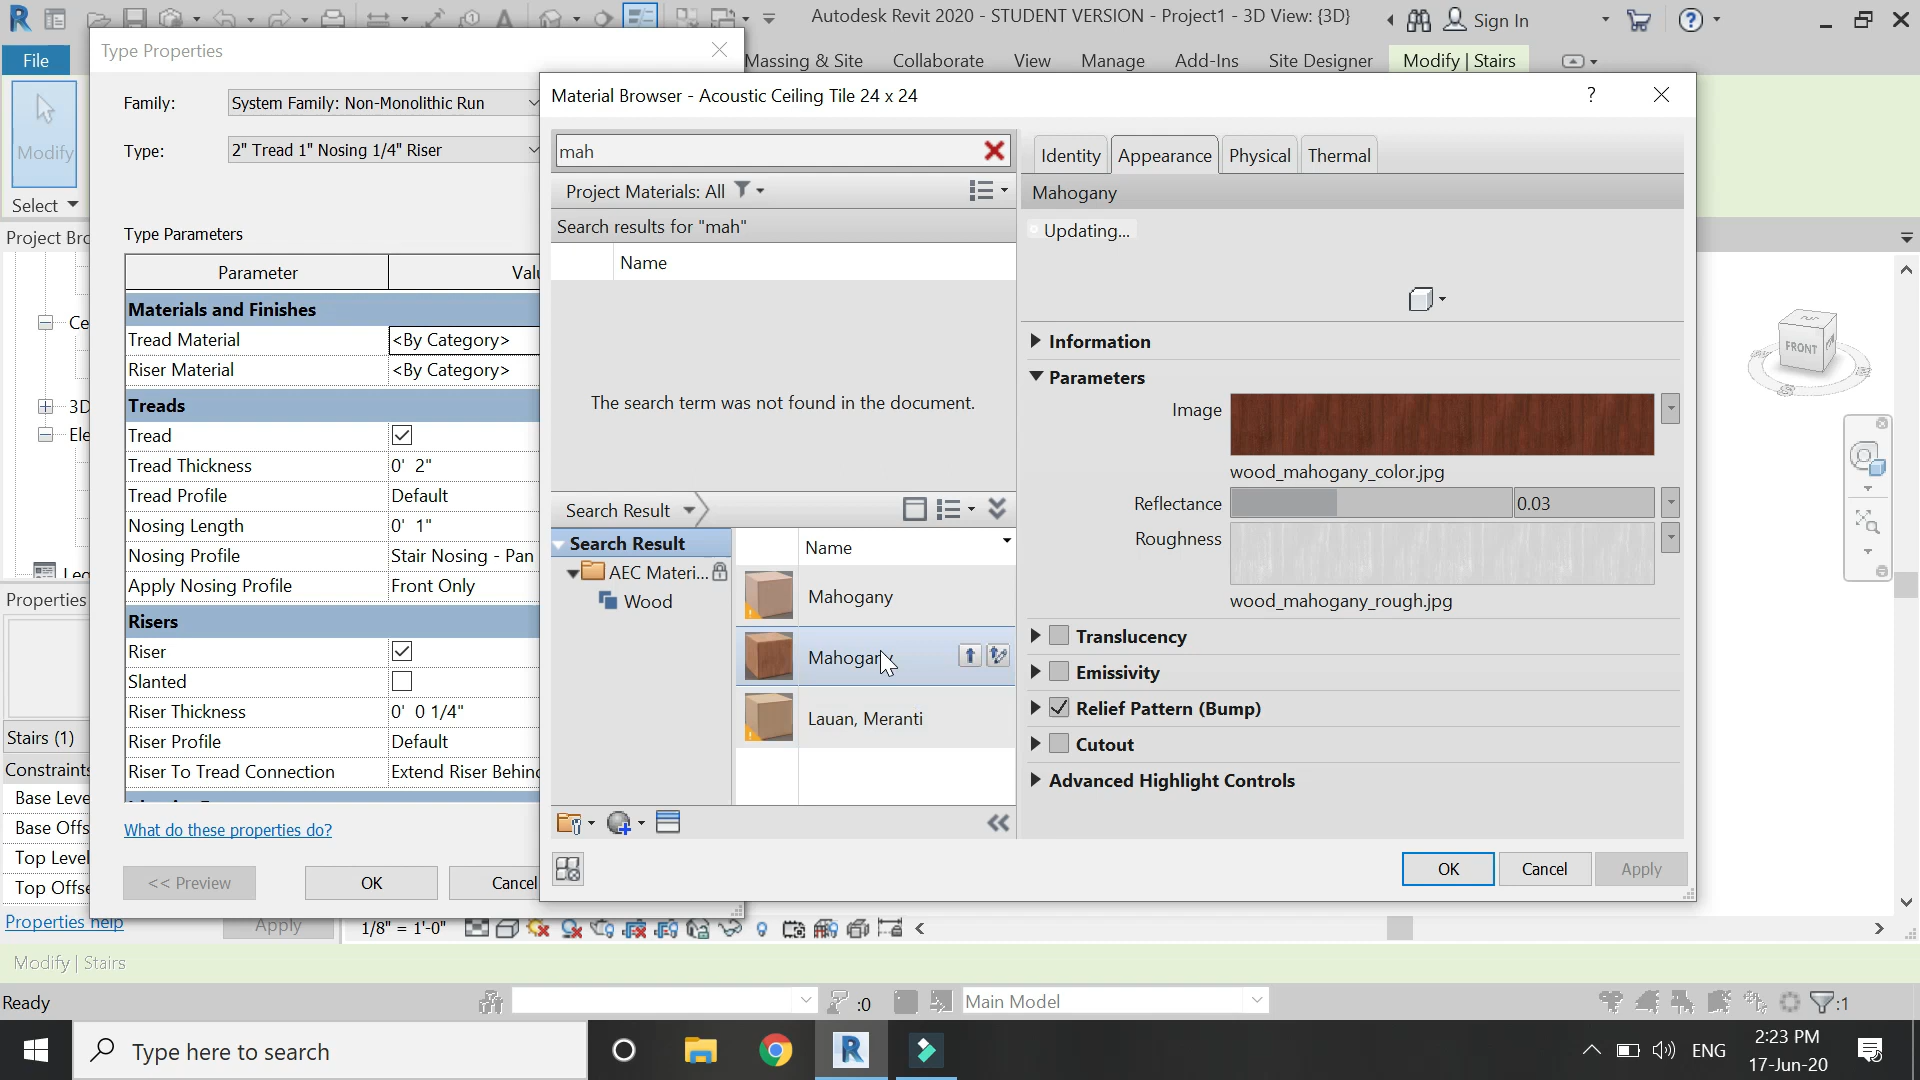 Autodesk Revit 2020 - STUDENT VERSION - Project1 - 3D View: {3D}
Sign In
File
Massing & Site
Collaborate
View
Manage
Add-Ins
Site Designer
Modify | Stairs
Modify
Select
Project Bro
Ce
3D
Ele
Leg
Properties
Stairs (1)
Constraints
Base Leve
Base Offs
Top Level
Top Offse
Properties help
Apply
Type Properties
Family:
System Family: Non-Monolithic Run
Type:
2" Tread 1" Nosing 1/4" Riser
Type Parameters
Parameter
Valu
Materials and Finishes
Tread Material
<By Category>
Riser Material
<By Category>
Treads
Tread
Tread Thickness
0' 2"
Tread Profile
Default
Nosing Length
0' 1"
Nosing Profile
Stair Nosing - Pan
Apply Nosing Profile
Front Only
Risers
Riser
Slanted
Riser Thickness
0' 0 1/4"
Riser Profile
Default
Riser To Tread Connection
Extend Riser Behind
What do these properties do?
<< Preview
OK
Cancel
Material Browser - Acoustic Ceiling Tile 24 x 24
?
mah
Project Materials: All
Search results for "mah"
Name
The search term was not found in the document.
Search Result
Search Result
AEC Materi...
Wood
Name
Mahogany
Mahogany
Lauan, Meranti
Identity
Appearance
Physical
Thermal
Mahogany
Updating...
Information
Parameters
Image
wood_mahogany_color.jpg
Reflectance
0.03
Roughness
wood_mahogany_rough.jpg
Translucency
Emissivity
Relief Pattern (Bump)
Cutout
Advanced Highlight Controls
OK
Cancel
Apply
FRONT
1/8" = 1'-0"
Modify | Stairs
Ready
:0
Main Model
:1
Type here to search
ENG
2:23 PM
17-Jun-20